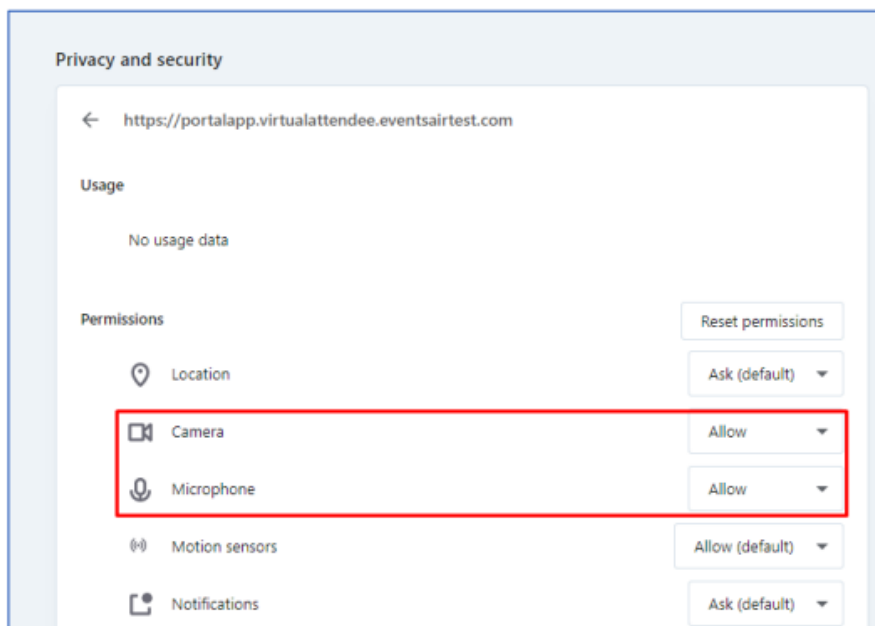 Privacy and security
https://portalapp.virtualattendee.eventsairtest.com
Usage
No usage data
Permissions
Reset permissions
Location
Ask (default)
Camera
Allow
Microphone
Allow
Motion sensors
Allow (default)
Notifications
Ask (default)